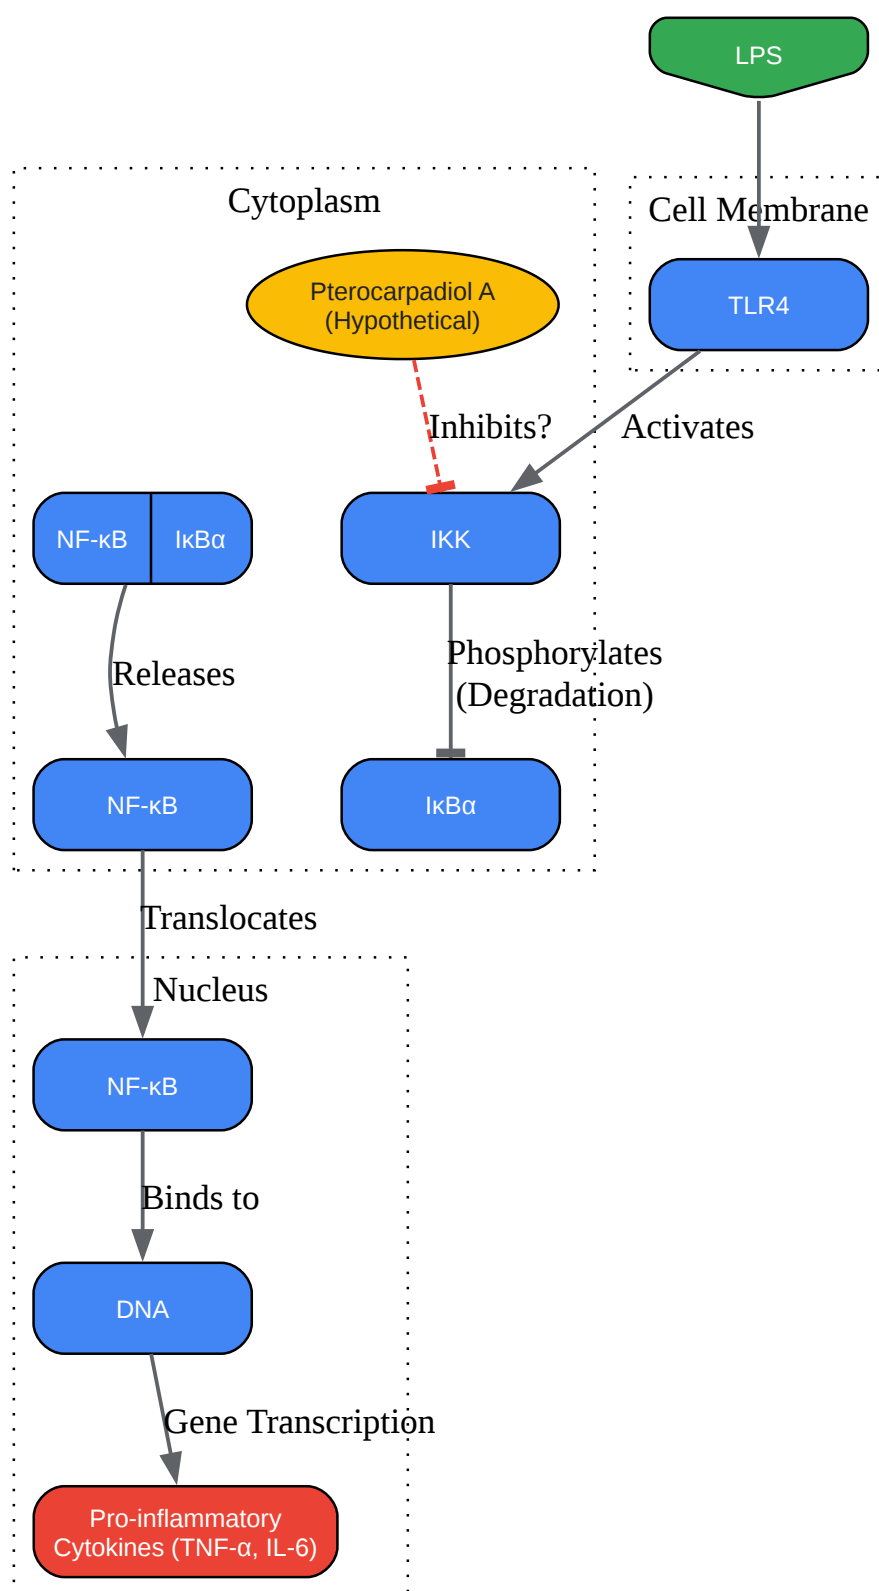 LPS
Cytoplasm
Cell Membrane
Pterocarpadiol A
(Hypothetical)
TLR4
Inhibits?
Activates
NF-κB
IκBα
IKK
Releases
Phosphorylates
(Degradation)
NF-κB
IκBα
Translocates
Nucleus
NF-κB
Binds to
DNA
Gene Transcription
Pro-inflammatory
Cytokines (TNF-α, IL-6)